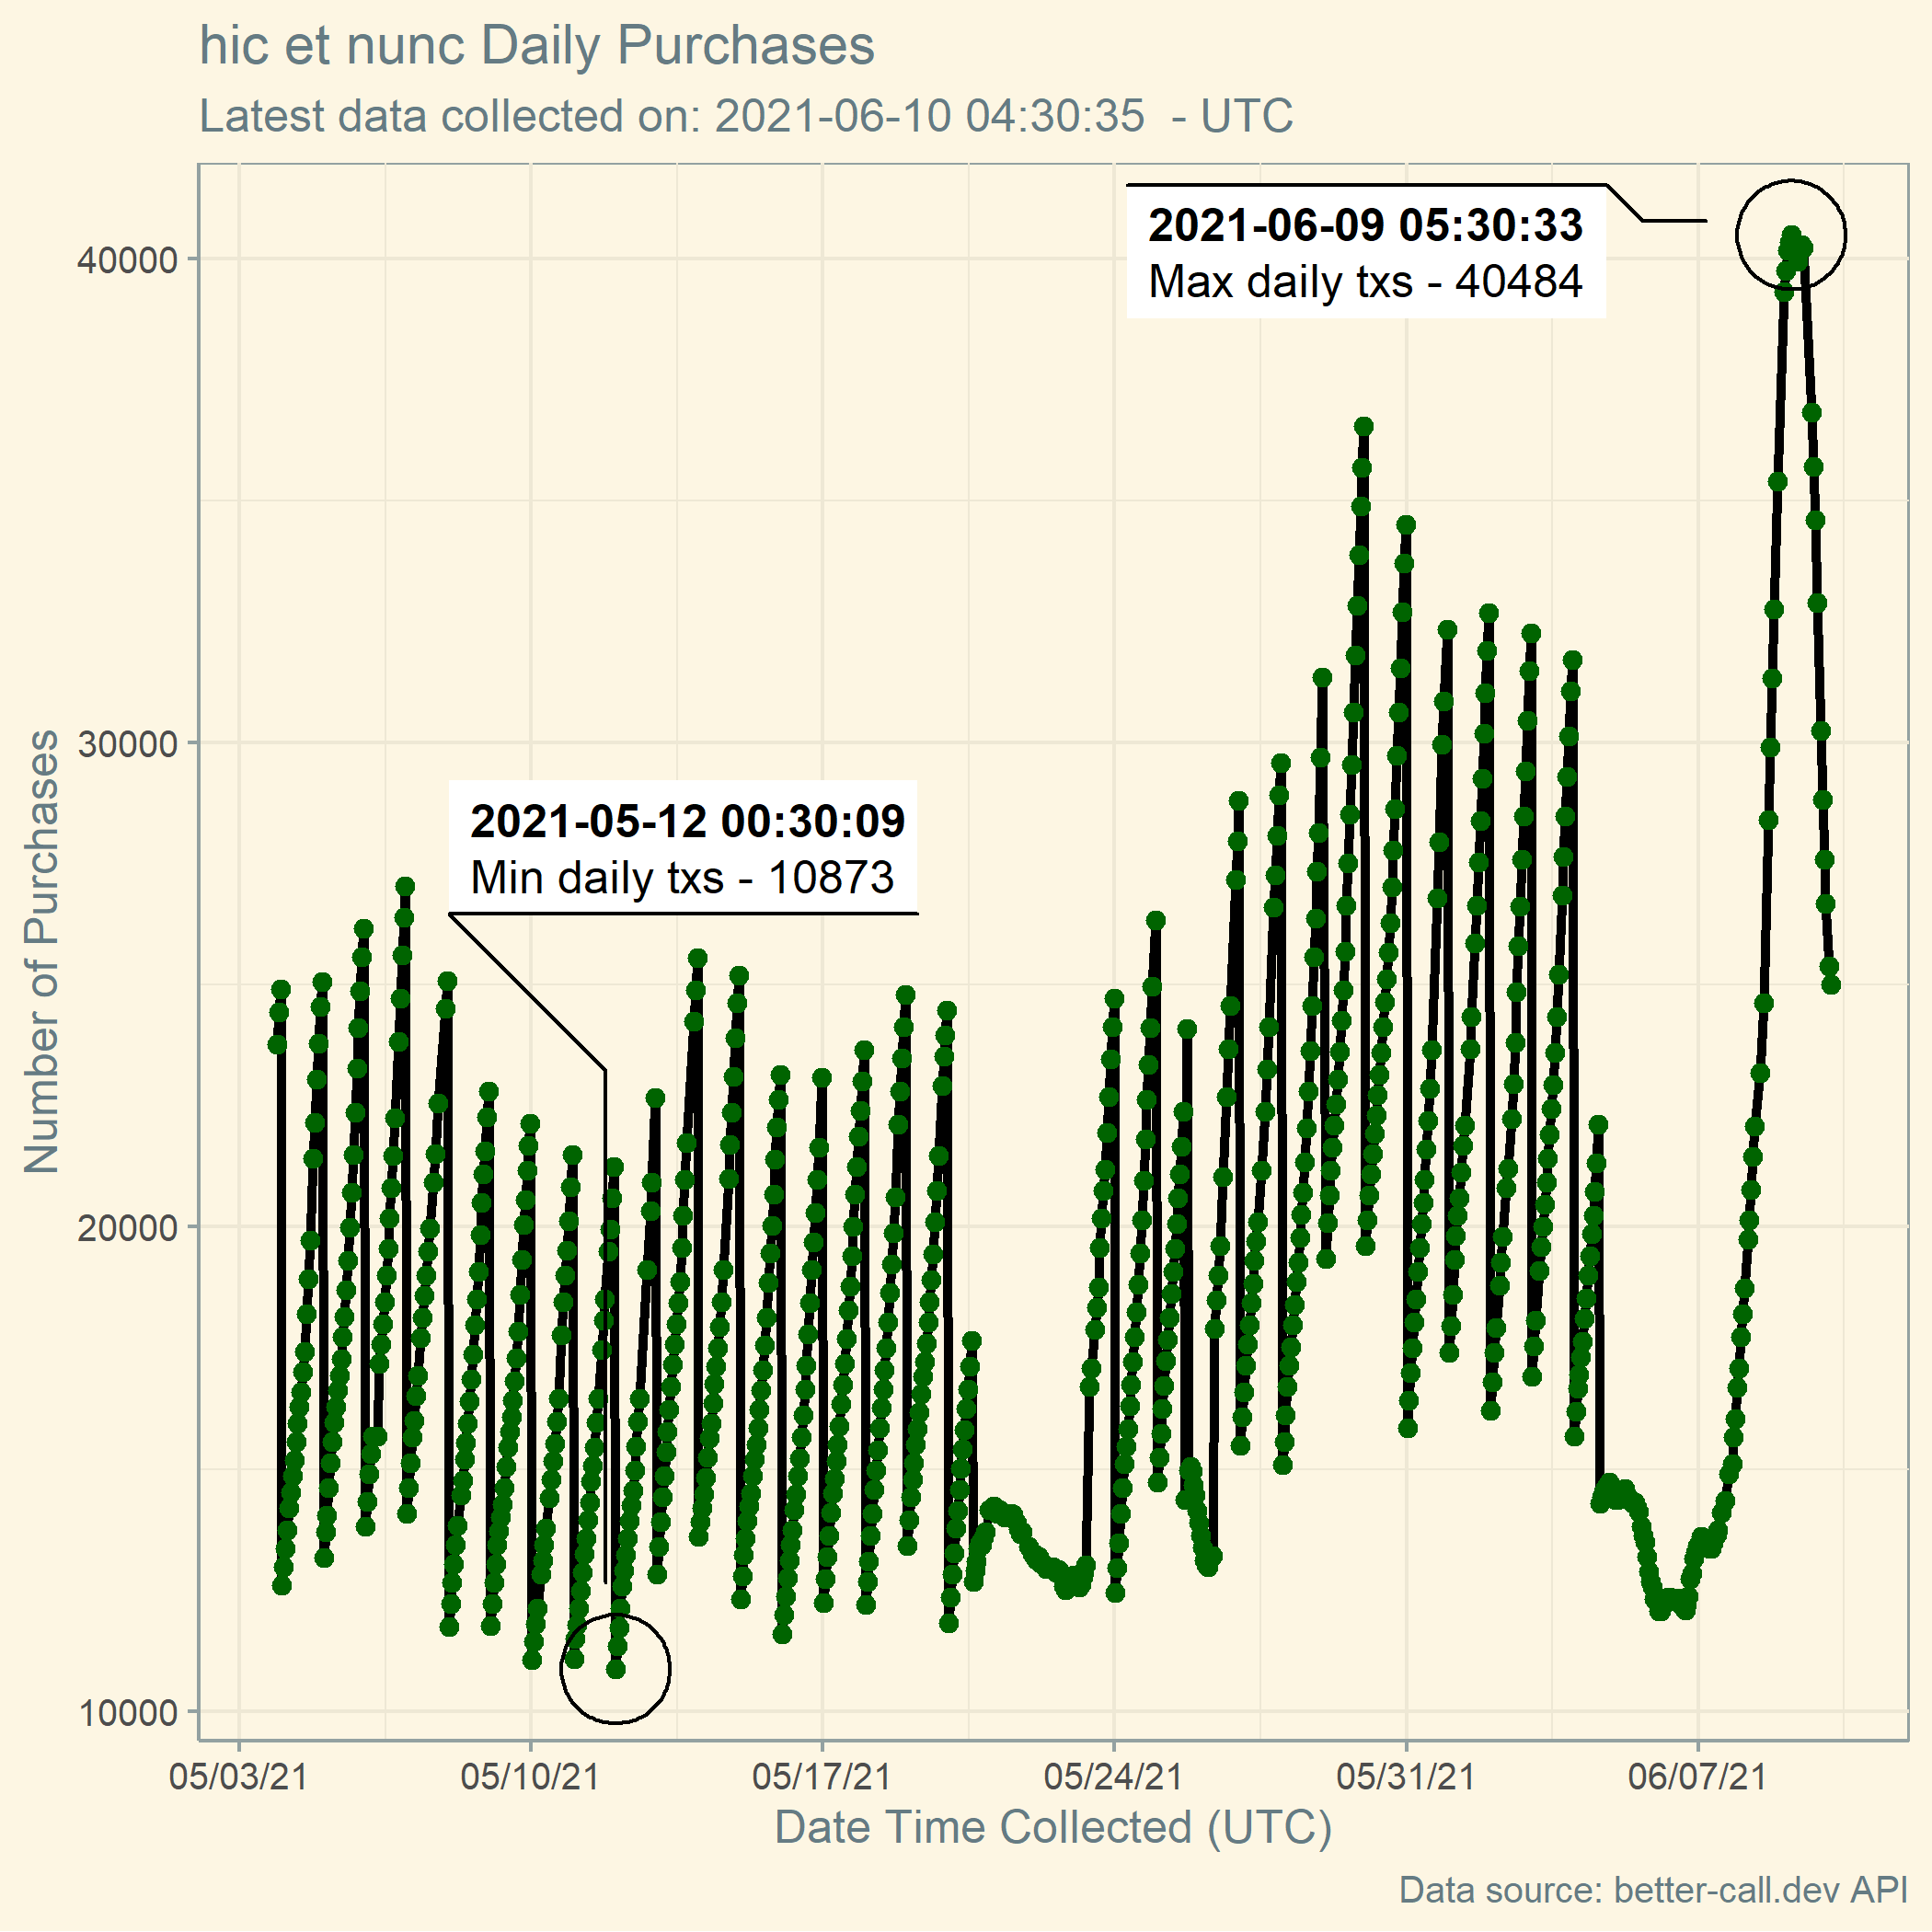 hic et nunc Daily Purchases
Latest data collected on: 2021-06-10 04:30:35  - UTC
2021-06-09 05:30:33
Max daily txs - 40484
2021-05-12 00:30:09
Min daily txs - 10873
Number of Purchases
40000
30000
20000
10000
05/03/21
05/10/21
05/17/21
05/24/21
05/31/21
06/07/21
Date Time Collected (UTC)
Data source: better-call.dev API